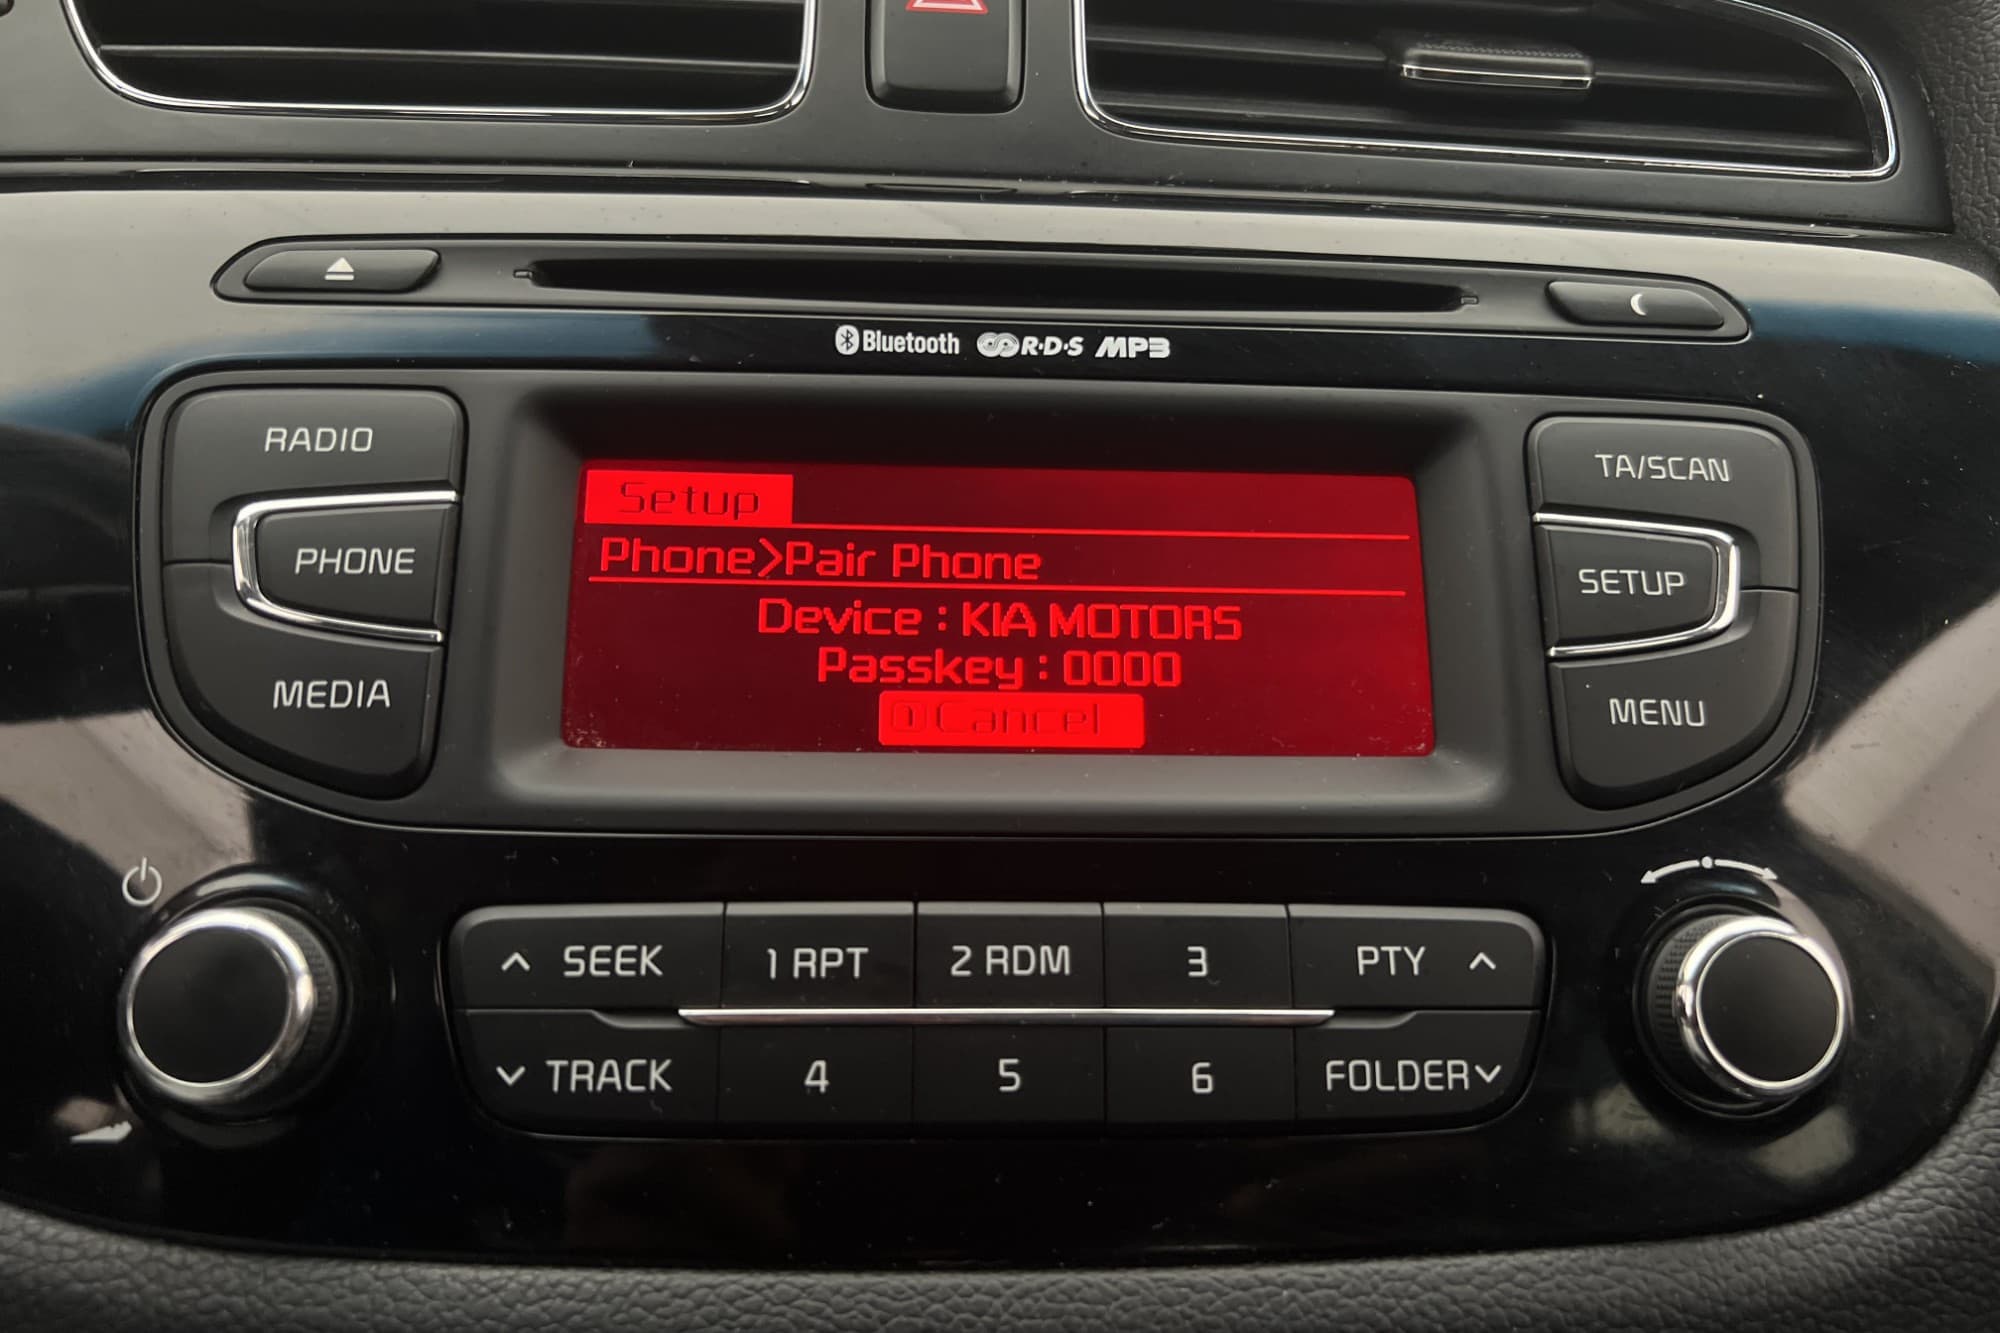 Bluetooth R·D·S MP3
RADIO
PHONE
MEDIA
Setup
Phone>Pair Phone
Device : KIA MOTORS
Passkey : 0000
1 Cancel
TA/SCAN
SETUP
MENU
SEEK
1 RPT
2 RDM
3
PTY
TRACK
4
5
6
FOLDER